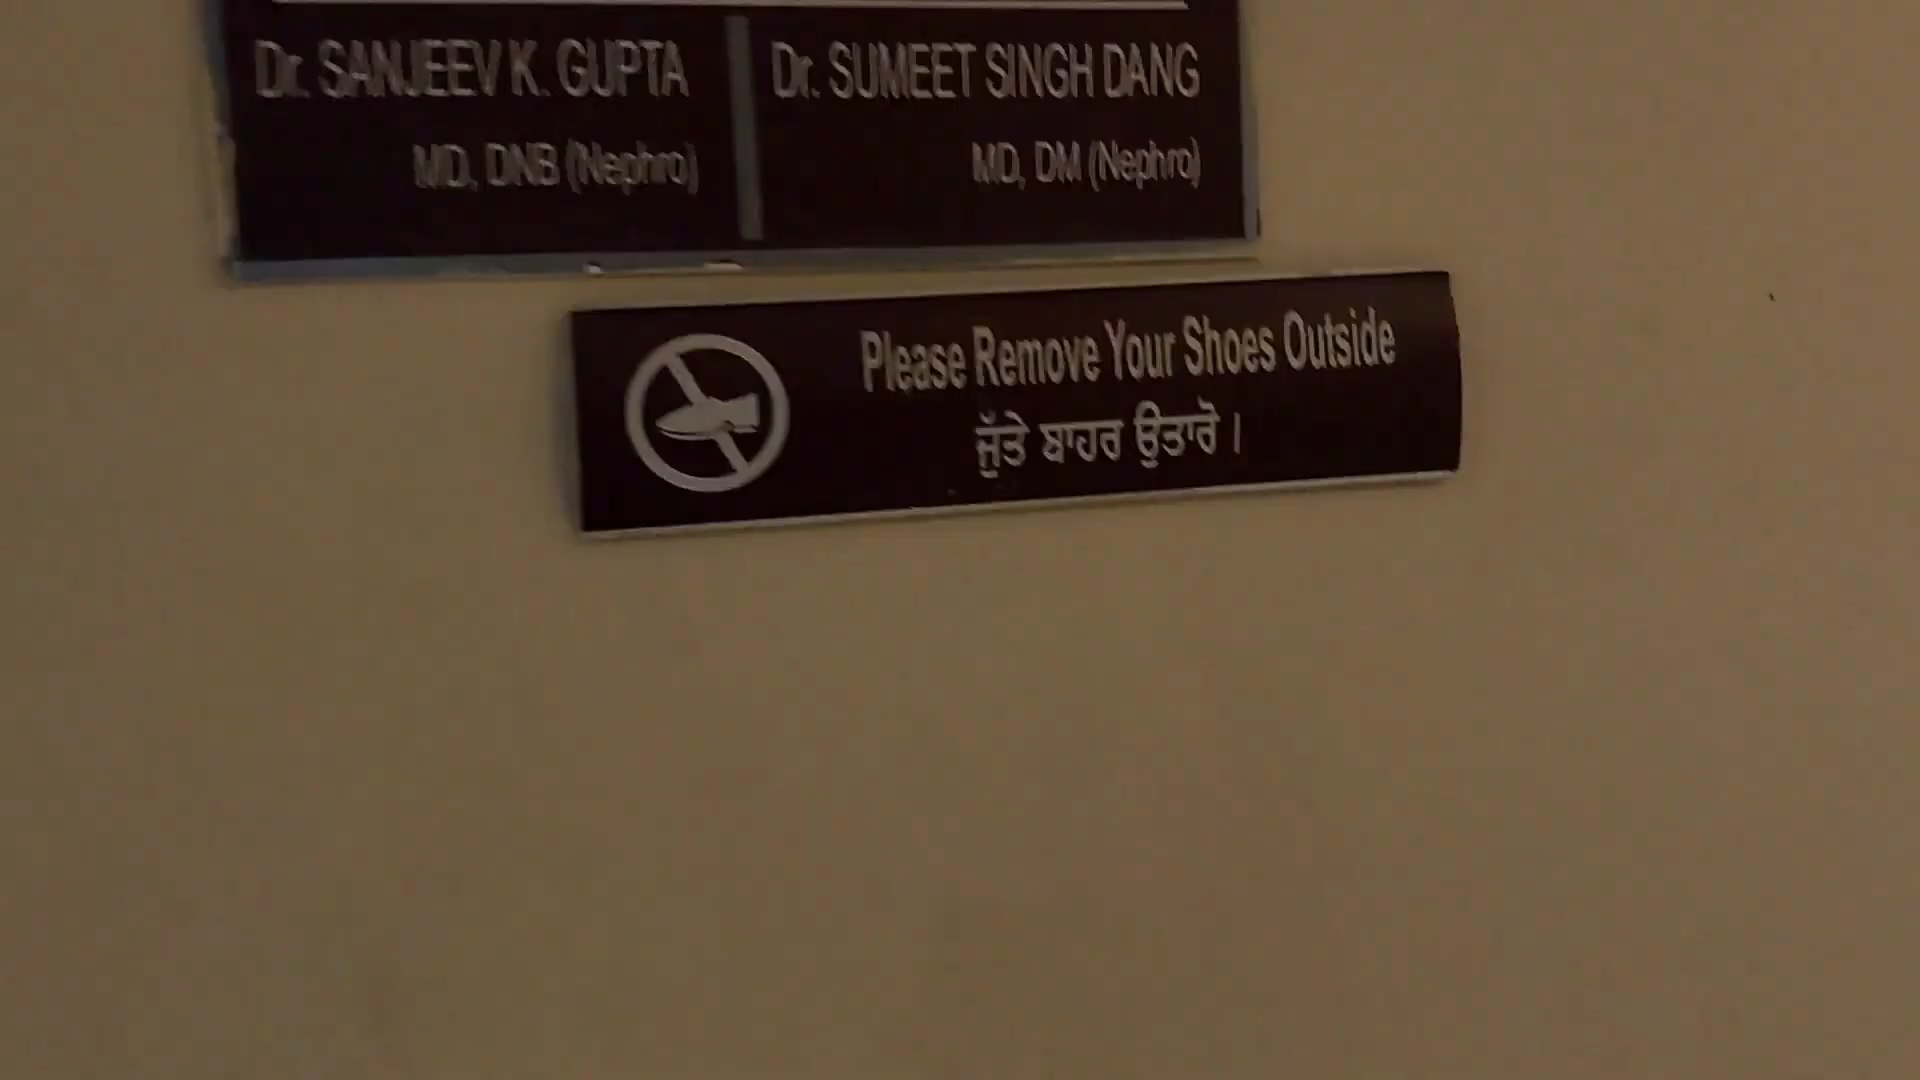 Dr. SANJEEV K. GUPTA
MD, DNB (Nephro)
Dr. SUMEET SINGH DANG
MD, DM (Nephro)
Please Remove Your Shoes Outside
ਜੁੱਤੇ ਬਾਹਰ ਉਤਾਰੋ।